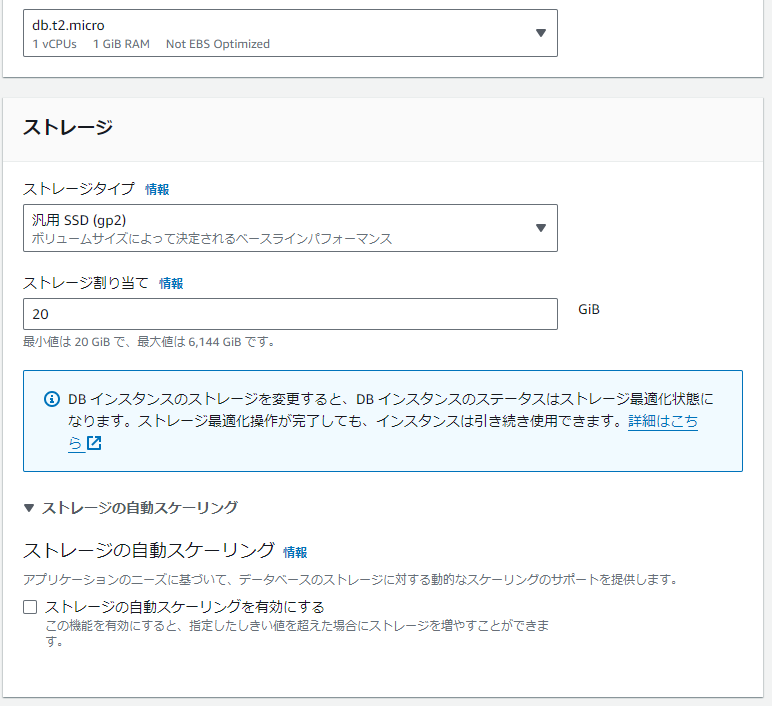 db.t2.micro
1 vCPUs 1 GiB RAM Not EBS Optimized
ストレージ
ストレージタイプ 情報
汎用 SSD (gp2)
ボリュームサイズによって決定されるベースラインパフォーマンス
ストレージ割り当て 情報
20
GiB
最小値は 20 GiB で、最大値は 6,144 GiB です。
DB インスタンスのストレージを変更すると、DB インスタンスのステータスはストレージ最適化状態に
なります。ストレージ最適化操作が完了しても、インスタンスは引き続き使用できます。詳細はこち
ら
ストレージの自動スケーリング
ストレージの自動スケーリング 情報
アプリケーションのニーズに基づいて、データベースのストレージに対する動的なスケーリングのサポートを提供します。
ストレージの自動スケーリングを有効にする
この機能を有効にすると、指定したしきい値を超えた場合にストレージを増やすことができま
す。